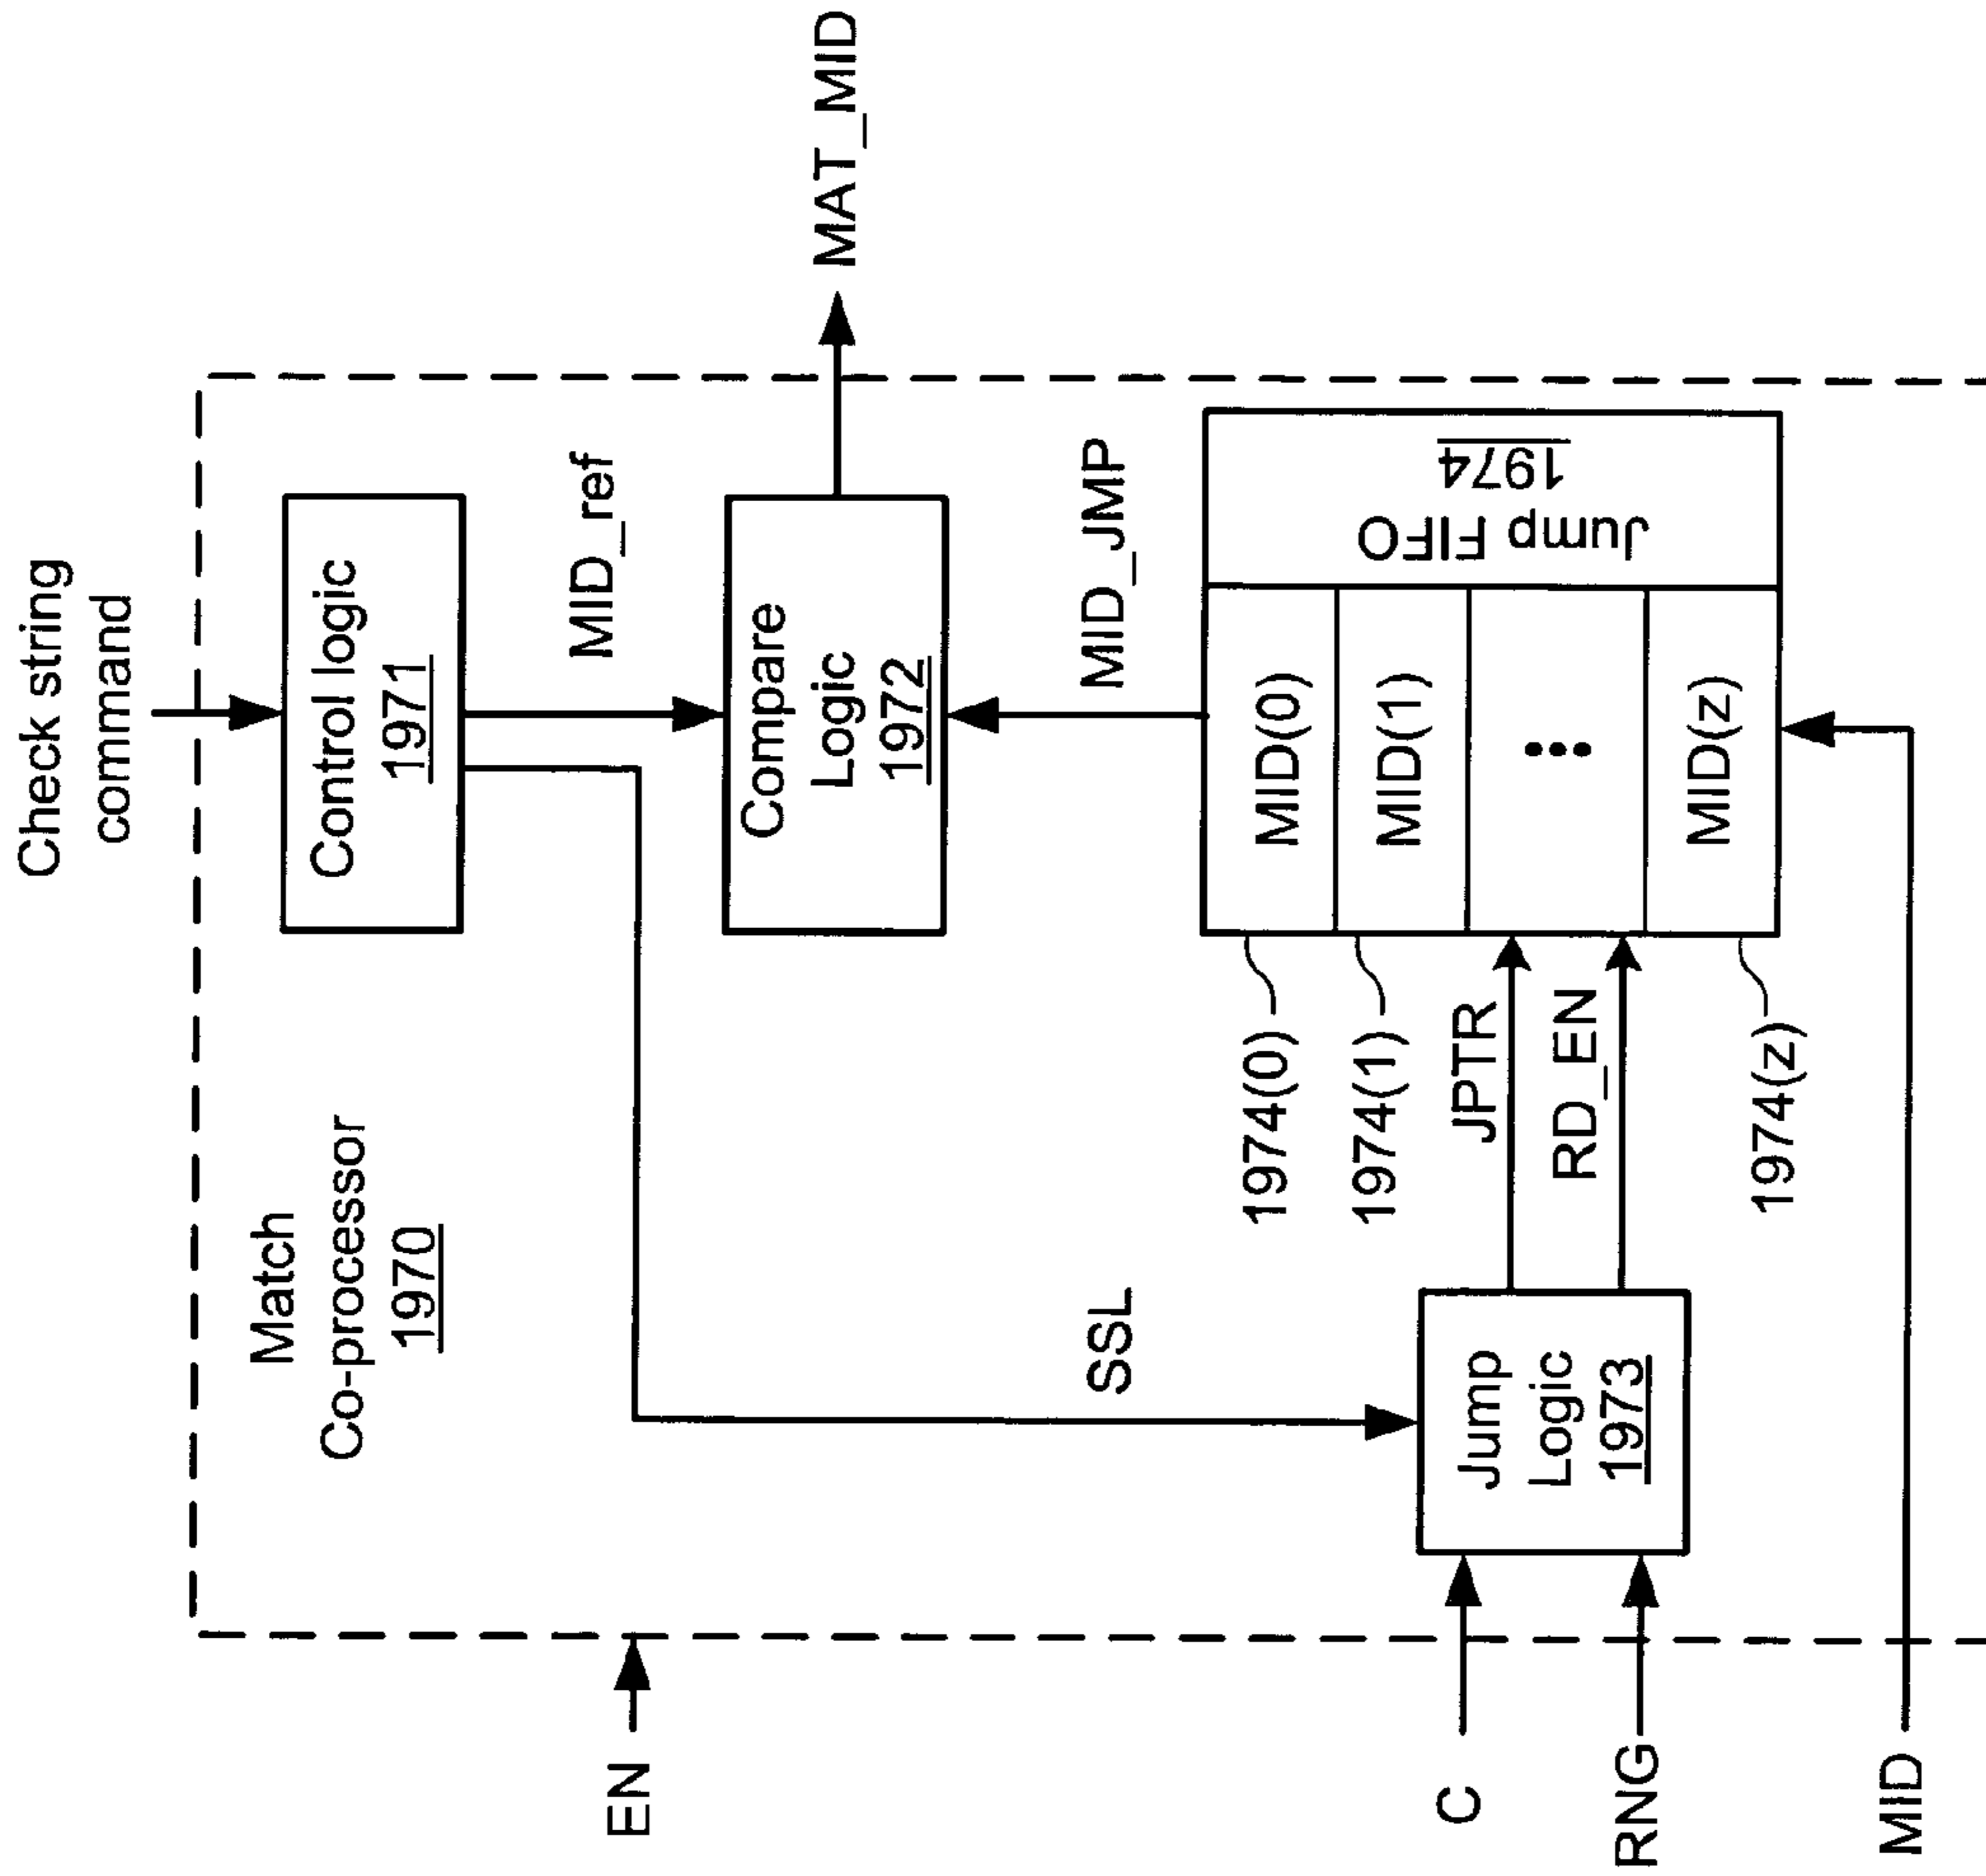 Check string
command
Match
Co-processor
1970
Control logic
1971
EN
MID_ref
Compare
Logic
1972
MAT_MID
SSL
MID_JMP
1974(0)
MID(0)
1974(1)
MID(1)
Jump FIFO
1974
C
Jump
Logic
1973
JPTR
RD_EN
•••
RNG
1974(z)
MID(z)
MID